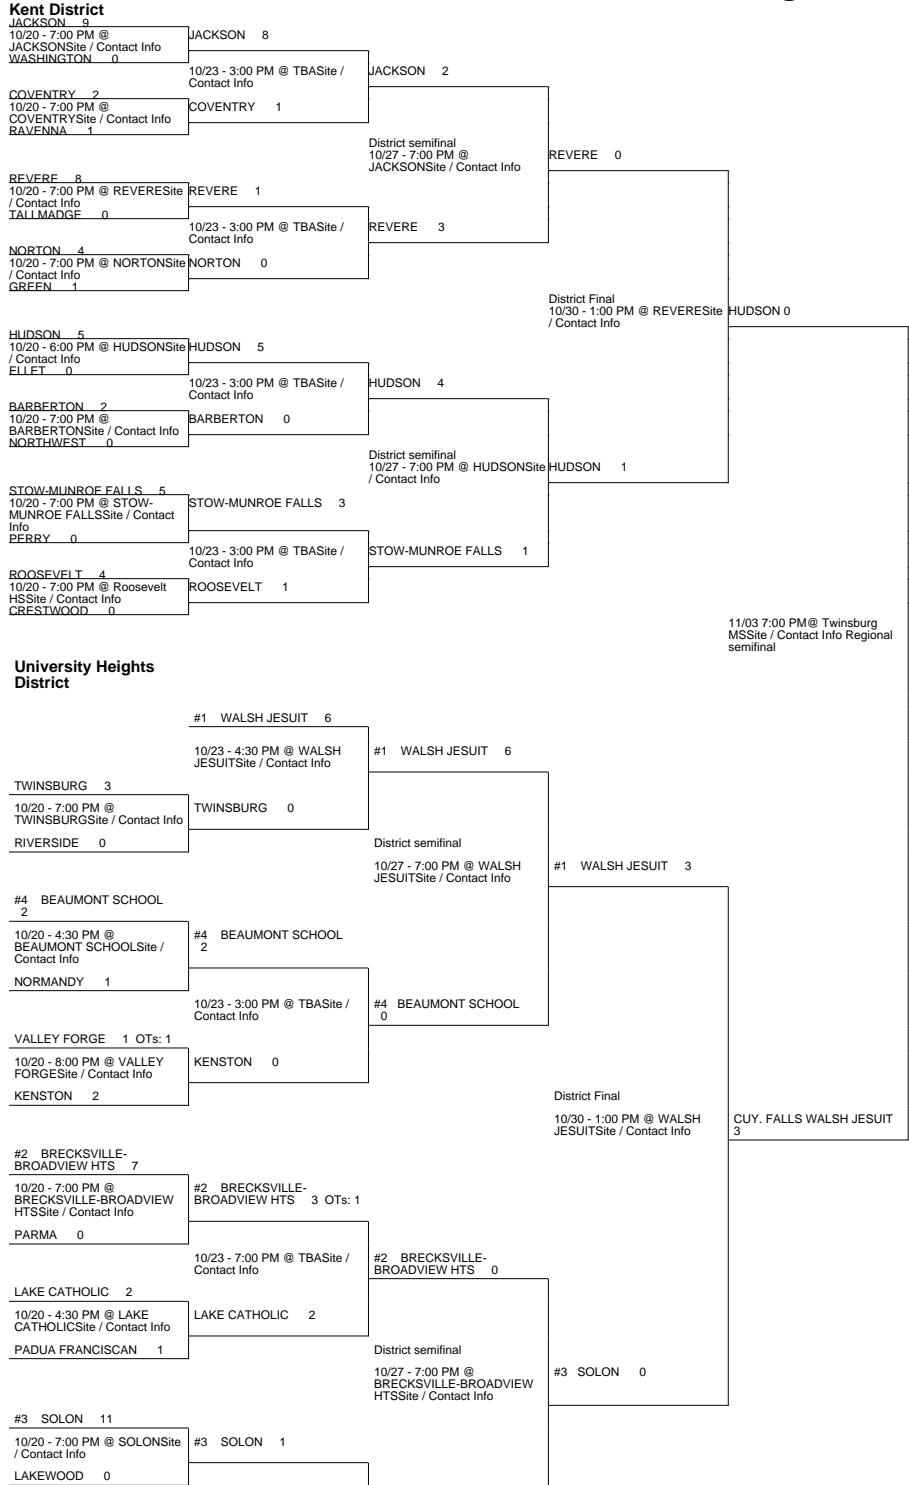 Kent District
JACKSON 9
10/20 - 7:00 PM @
JACKSONSite / Contact Info
WASHINGTON 0
JACKSON 8
10/23 - 3:00 PM @ TBASite /
Contact Info
COVENTRY 2
10/20 - 7:00 PM @
COVENTRYSite / Contact Info
RAVENNA 1
COVENTRY 1
JACKSON 2
District semifinal
10/27 - 7:00 PM @
JACKSONSite / Contact Info
REVERE 8
10/20 - 7:00 PM @ REVERESite
/ Contact Info
TALLMADGE 0
REVERE 1
10/23 - 3:00 PM @ TBASite /
Contact Info
NORTON 4
10/20 - 7:00 PM @ NORTONSite
/ Contact Info
GREEN 1
NORTON 0
REVERE 3
REVERE 0
District Final
10/30 - 1:00 PM @ REVERESite
/ Contact Info
HUDSON 0
HUDSON 5
10/20 - 6:00 PM @ HUDSONSite
/ Contact Info
ELLET 0
HUDSON 5
10/23 - 3:00 PM @ TBASite /
Contact Info
BARBERTON 2
10/20 - 7:00 PM @
BARBERTONSite / Contact Info
NORTHWEST 0
BARBERTON 0
HUDSON 4
District semifinal
10/27 - 7:00 PM @ HUDSONSite
/ Contact Info
HUDSON 1
STOW-MUNROE FALLS 5
10/20 - 7:00 PM @ STOW-
MUNROE FALLSSite / Contact
Info
PERRY 0
STOW-MUNROE FALLS 3
10/23 - 3:00 PM @ TBASite /
Contact Info
ROOSEVELT 4
10/20 - 7:00 PM @ Roosevelt
HSSite / Contact Info
CRESTWOOD 0
ROOSEVELT 1
STOW-MUNROE FALLS 1
11/03 7:00 PM@ Twinsburg
MSSite / Contact Info Regional
semifinal
University Heights
District
#1 WALSH JESUIT 6
10/23 - 4:30 PM @ WALSH
JESUITSite / Contact Info
#1 WALSH JESUIT 6
TWINSBURG 3
10/20 - 7:00 PM @
TWINSBURGSite / Contact Info
RIVERSIDE 0
TWINSBURG 0
District semifinal
10/27 - 7:00 PM @ WALSH
JESUITSite / Contact Info
#1 WALSH JESUIT 3
#4 BEAUMONT SCHOOL
2
10/20 - 4:30 PM @
BEAUMONT SCHOOLSite /
Contact Info
NORMANDY 1
#4 BEAUMONT SCHOOL
2
10/23 - 3:00 PM @ TBASite /
Contact Info
#4 BEAUMONT SCHOOL
0
VALLEY FORGE 1 OTs: 1
10/20 - 8:00 PM @ VALLEY
FORGESite / Contact Info
KENSTON 2
KENSTON 0
District Final
10/30 - 1:00 PM @ WALSH
JESUITSite / Contact Info
CUY. FALLS WALSH JESUIT
3
#2 BRECKSVILLE-
BROADVIEW HTS 7
10/20 - 7:00 PM @
BRECKSVILLE-BROADVIEW
HTSSite / Contact Info
PARMA 0
#2 BRECKSVILLE-
BROADVIEW HTS 3 OTs: 1
10/23 - 7:00 PM @ TBASite /
Contact Info
#2 BRECKSVILLE-
BROADVIEW HTS 0
LAKE CATHOLIC 2
10/20 - 4:30 PM @ LAKE
CATHOLICSite / Contact Info
PADUA FRANCISCAN 1
LAKE CATHOLIC 2
District semifinal
10/27 - 7:00 PM @
BRECKSVILLE-BROADVIEW
HTSSite / Contact Info
#3 SOLON 0
#3 SOLON 11
10/20 - 7:00 PM @ SOLONSite
/ Contact Info
LAKEWOOD 0
#3 SOLON 1